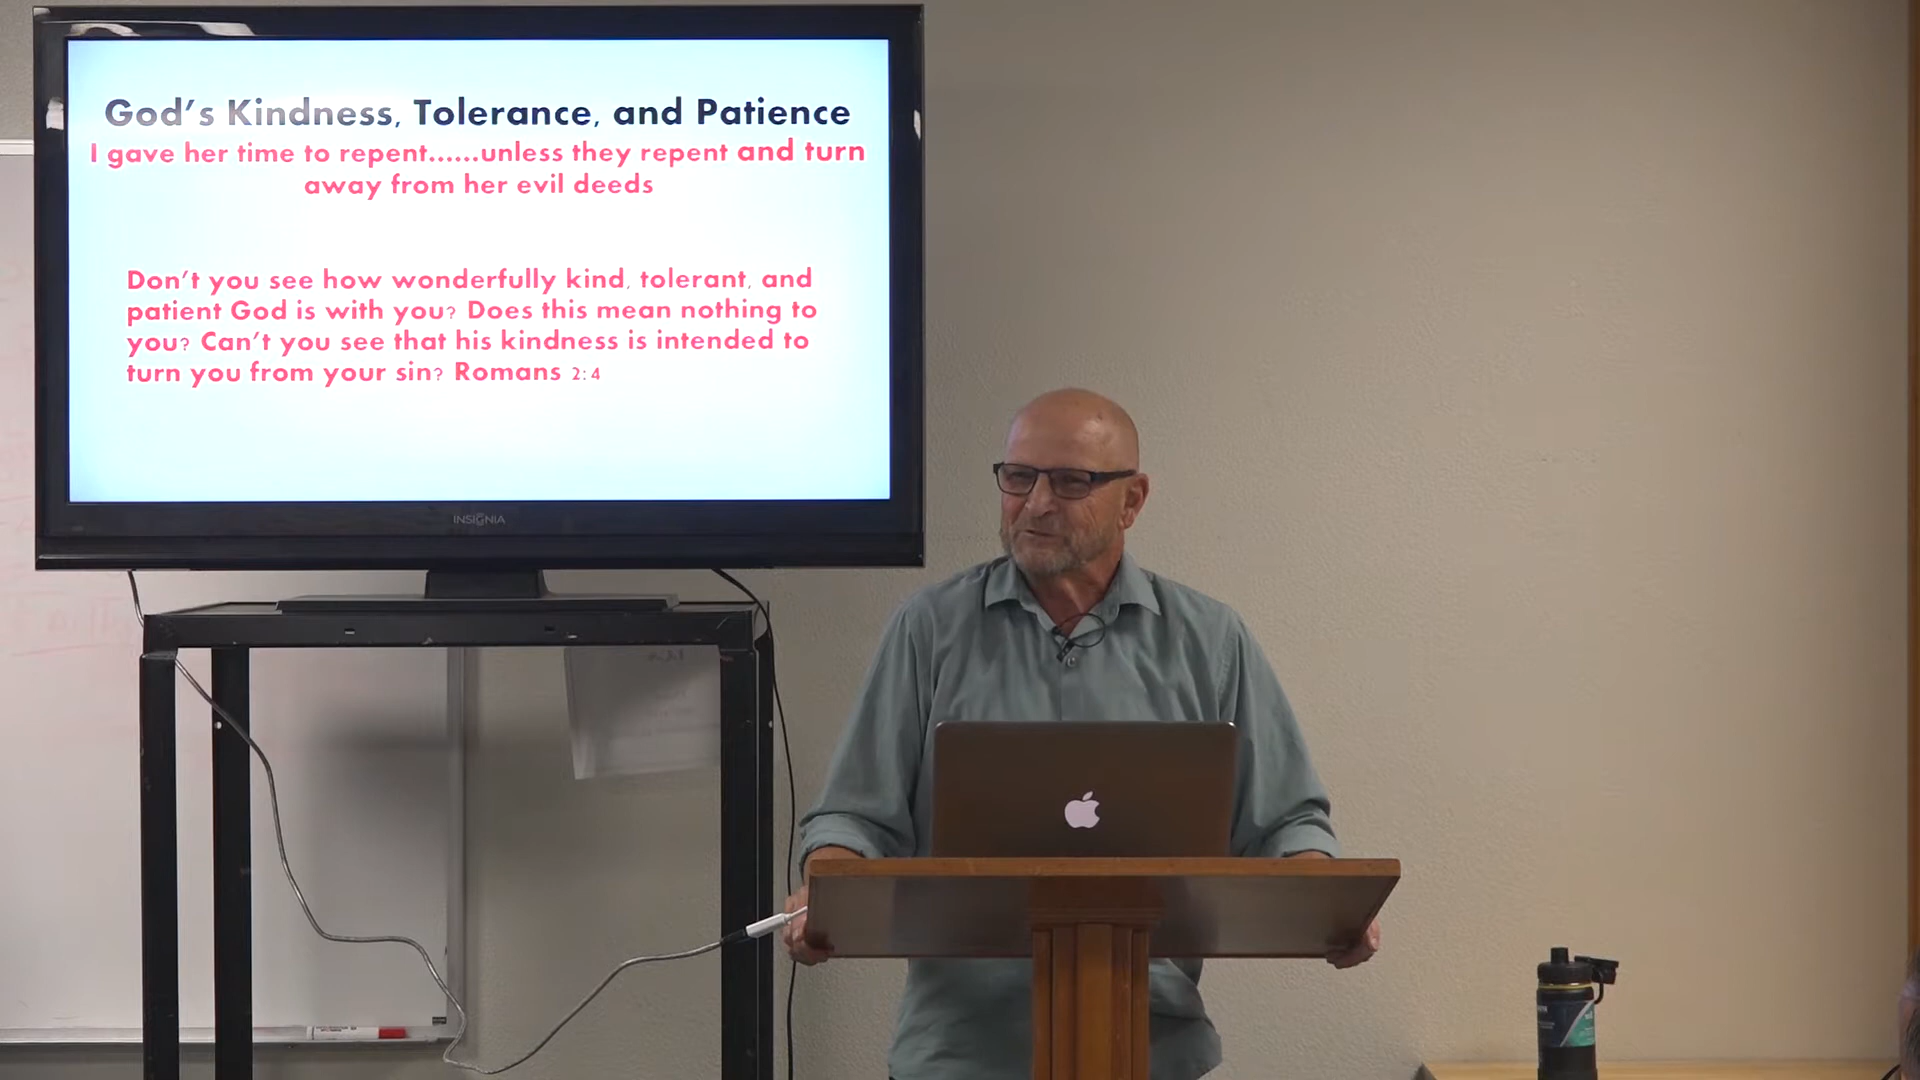 God's Kindness, Tolerance, and Patience
I gave her time to repent......unless they repent and turn
away from her evil deeds
Don't you see how wonderfully kind, tolerant, and
patient God is with you? Does this mean nothing to
you? Can't you see that his kindness is intended to
turn you from your sin? Romans 2:4
INSIGNIA